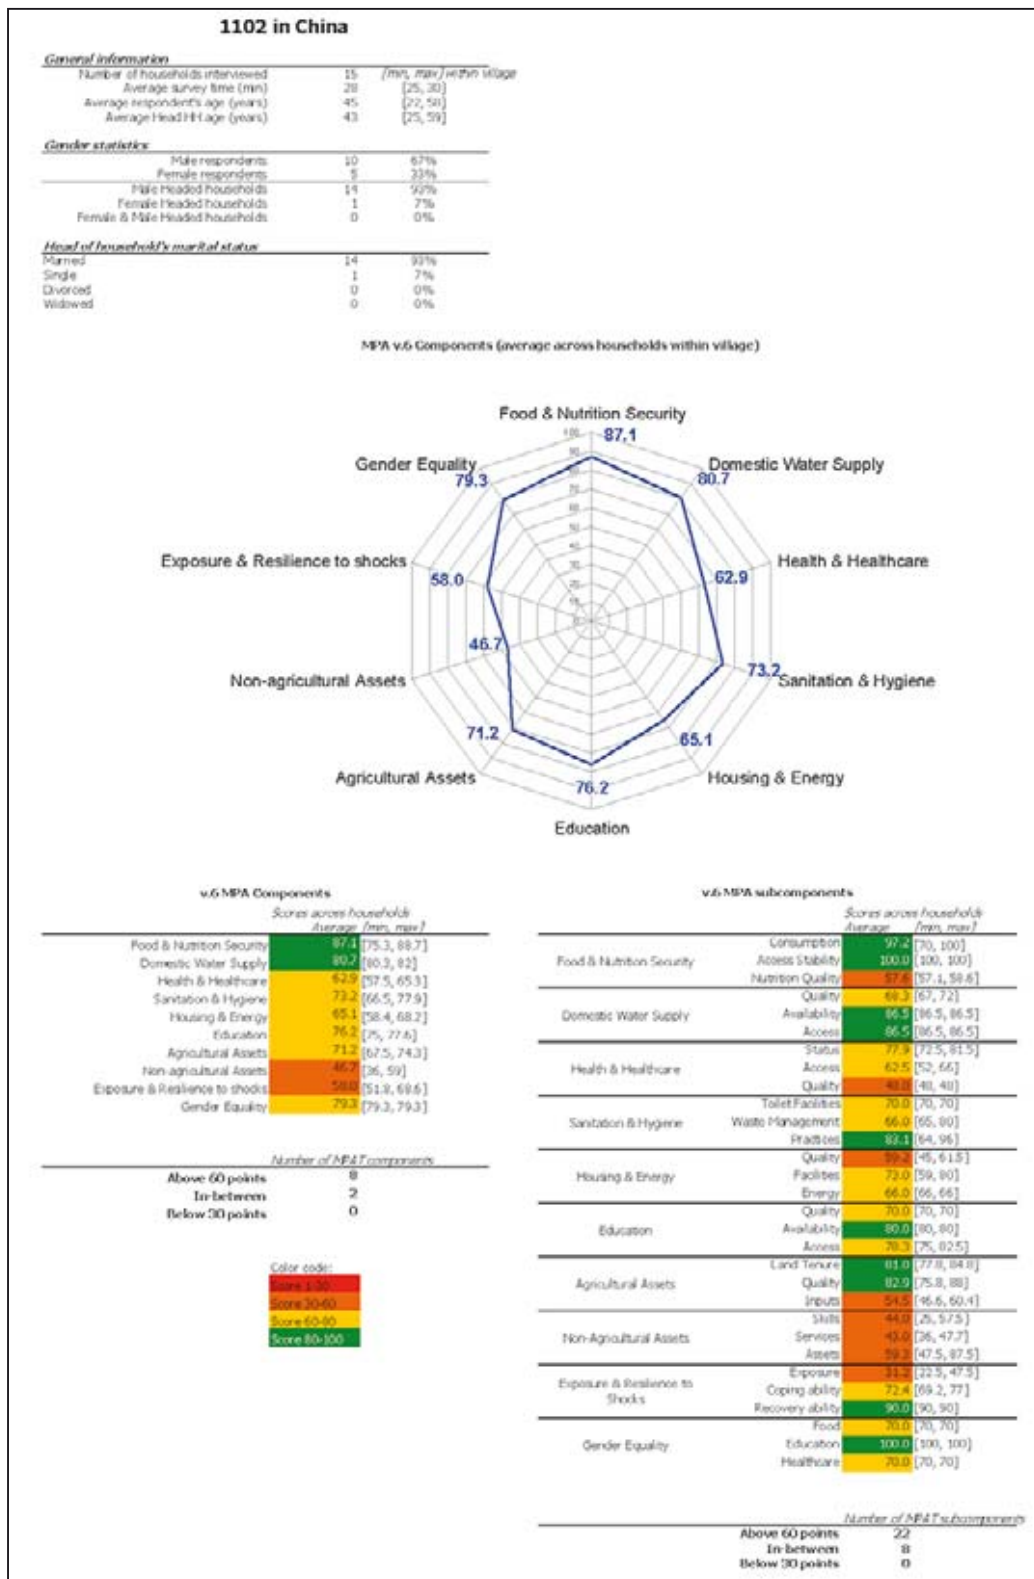 1102 in China
General information
Number of households interviewed 15 [min, max] within village
Average survey time (min) 28 [25, 30]
Average respondent's age (years) 45 [22, 58]
Average Head HH age (years) 43 [25, 59]
Gender statistics
Male respondents 10 67%
Female respondents 5 33%
Male Headed households 14 93%
Female Headed households 1 7%
Female & Male Headed households 0 0%
Head of household's marital status
Married 14 93%
Single 1 7%
Divorced 0 0%
Widowed 0 0%
MPA v.6 Components (average across households within village)
Food & Nutrition Security
87.1
Gender Equality
79.3
Domestic Water Supply
80.7
Exposure & Resilience to shocks
58.0
Health & Healthcare
62.9
Non-agricultural Assets
46.7
Sanitation & Hygiene
73.2
Agricultural Assets
71.2
Housing & Energy
65.1
Education
76.2
100
90
80
70
60
50
40
30
20
10
0
v.6 MPA Components
Scores across households
Average [min, max]
Food & Nutrition Security 87.1 [75.3, 88.7]
Domestic Water Supply 80.7 [80.3, 82]
Health & Healthcare 62.9 [57.5, 65.3]
Sanitation & Hygiene 73.2 [66.5, 77.9]
Housing & Energy 65.1 [58.4, 68.2]
Education 76.2 [75, 77.6]
Agricultural Assets 71.2 [67.5, 74.3]
Non-agricultural Assets 46.7 [36, 59]
Exposure & Resilience to shocks 58.0 [51.8, 68.6]
Gender Equality 79.3 [79.3, 79.3]
Number of MPAT components
Above 60 points 8
In-between 2
Below 30 points 0
Color code:
Score 1-30
Score 30-60
Score 60-80
Score 80-100
v.6 MPA subcomponents
Scores across households
Average [min, max]
Food & Nutrition Security
Consumption 97.2 [70, 100]
Access Stability 100.0 [100, 100]
Nutrition Quality 57.6 [57.1, 58.6]
Domestic Water Supply
Quality 68.3 [67, 72]
Availability 86.5 [86.5, 86.5]
Access 86.5 [86.5, 86.5]
Health & Healthcare
Status 77.9 [72.5, 81.5]
Access 62.5 [52, 66]
Quality 48.0 [48, 48]
Sanitation & Hygiene
Toilet Facilities 70.0 [70, 70]
Waste Management 66.0 [65, 80]
Practices 83.1 [64, 96]
Housing & Energy
Quality 59.2 [45, 61.5]
Facilities 73.0 [59, 80]
Energy 66.0 [66, 66]
Education
Quality 70.0 [70, 70]
Availability 80.0 [80, 80]
Access 78.3 [75, 82.5]
Agricultural Assets
Land Tenure 81.0 [77.8, 84.8]
Quality 82.9 [75.8, 88]
Inputs 54.5 [46.6, 60.4]
Non-Agricultural Assets
Skills 44.0 [25, 57.5]
Services 43.0 [36, 47.7]
Assets 59.3 [47.5, 87.5]
Exposure & Resilience to Shocks
Exposure 31.2 [22.5, 47.5]
Coping ability 72.4 [69.2, 77]
Recovery ability 90.0 [90, 90]
Gender Equality
Food 70.0 [70, 70]
Education 100.0 [100, 100]
Healthcare 70.0 [70, 70]
Number of MPAT subcomponents
Above 60 points 22
In-between 8
Below 30 points 0